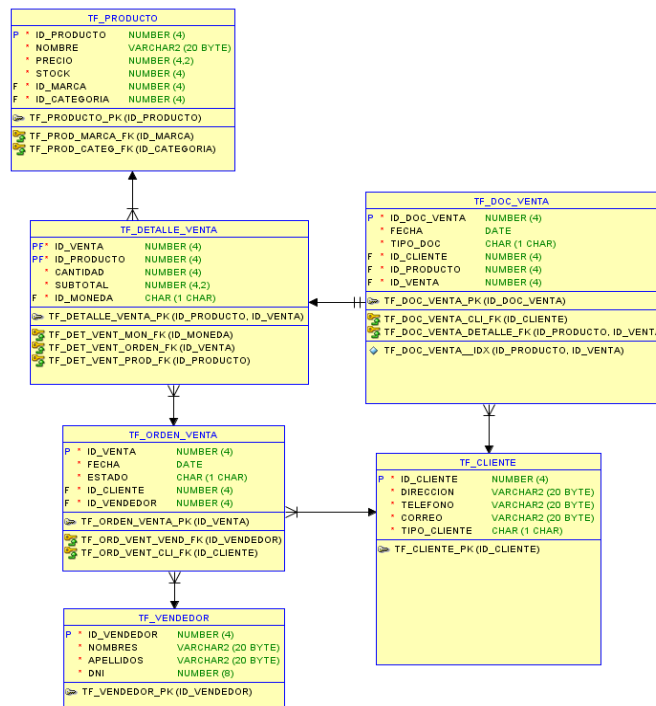 TF_PRODUCTO
P * ID_PRODUCTO NUMBER (4)
* NOMBRE VARCHAR2 (20 BYTE)
* PRECIO NUMBER (4,2)
* STOCK NUMBER (4)
F * ID_MARCA NUMBER (4)
F * ID_CATEGORIA NUMBER (4)
TF_PRODUCTO_PK (ID_PRODUCTO)
TF_PROD_MARCA_FK (ID_MARCA)
TF_PROD_CATEG_FK (ID_CATEGORIA)
TF_DETALLE_VENTA
PF* ID_VENTA NUMBER (4)
PF* ID_PRODUCTO NUMBER (4)
* CANTIDAD NUMBER (4)
* SUBTOTAL NUMBER (4,2)
F * ID_MONEDA CHAR (1 CHAR)
TF_DETALLE_VENTA_PK (ID_PRODUCTO, ID_VENTA)
TF_DET_VENT_MON_FK (ID_MONEDA)
TF_DET_VENT_ORDEN_FK (ID_VENTA)
TF_DET_VENT_PROD_FK (ID_PRODUCTO)
TF_DOC_VENTA
P * ID_DOC_VENTA NUMBER (4)
* FECHA DATE
* TIPO_DOC CHAR (1 CHAR)
F * ID_CLIENTE NUMBER (4)
F * ID_PRODUCTO NUMBER (4)
F * ID_VENTA NUMBER (4)
TF_DOC_VENTA_PK (ID_DOC_VENTA)
TF_DOC_VENTA_CLI_FK (ID_CLIENTE)
TF_DOC_VENTA_DETALLE_FK (ID_PRODUCTO, ID_VENTA
TF_DOC_VENTA__IDX (ID_PRODUCTO, ID_VENTA)
TF_ORDEN_VENTA
P * ID_VENTA NUMBER (4)
* FECHA DATE
* ESTADO CHAR (1 CHAR)
F * ID_CLIENTE NUMBER (4)
F * ID_VENDEDOR NUMBER (4)
TF_ORDEN_VENTA_PK (ID_VENTA)
TF_ORD_VENT_VEND_FK (ID_VENDEDOR)
TF_ORD_VENT_CLI_FK (ID_CLIENTE)
TF_CLIENTE
P * ID_CLIENTE NUMBER (4)
* DIRECCION VARCHAR2 (20 BYTE)
* TELEFONO VARCHAR2 (20 BYTE)
* CORREO VARCHAR2 (20 BYTE)
* TIPO_CLIENTE CHAR (1 CHAR)
TF_CLIENTE_PK (ID_CLIENTE)
TF_VENDEDOR
P * ID_VENDEDOR NUMBER (4)
* NOMBRES VARCHAR2 (20 BYTE)
* APELLIDOS VARCHAR2 (20 BYTE)
* DNI NUMBER (8)
TF_VENDEDOR_PK (ID_VENDEDOR)